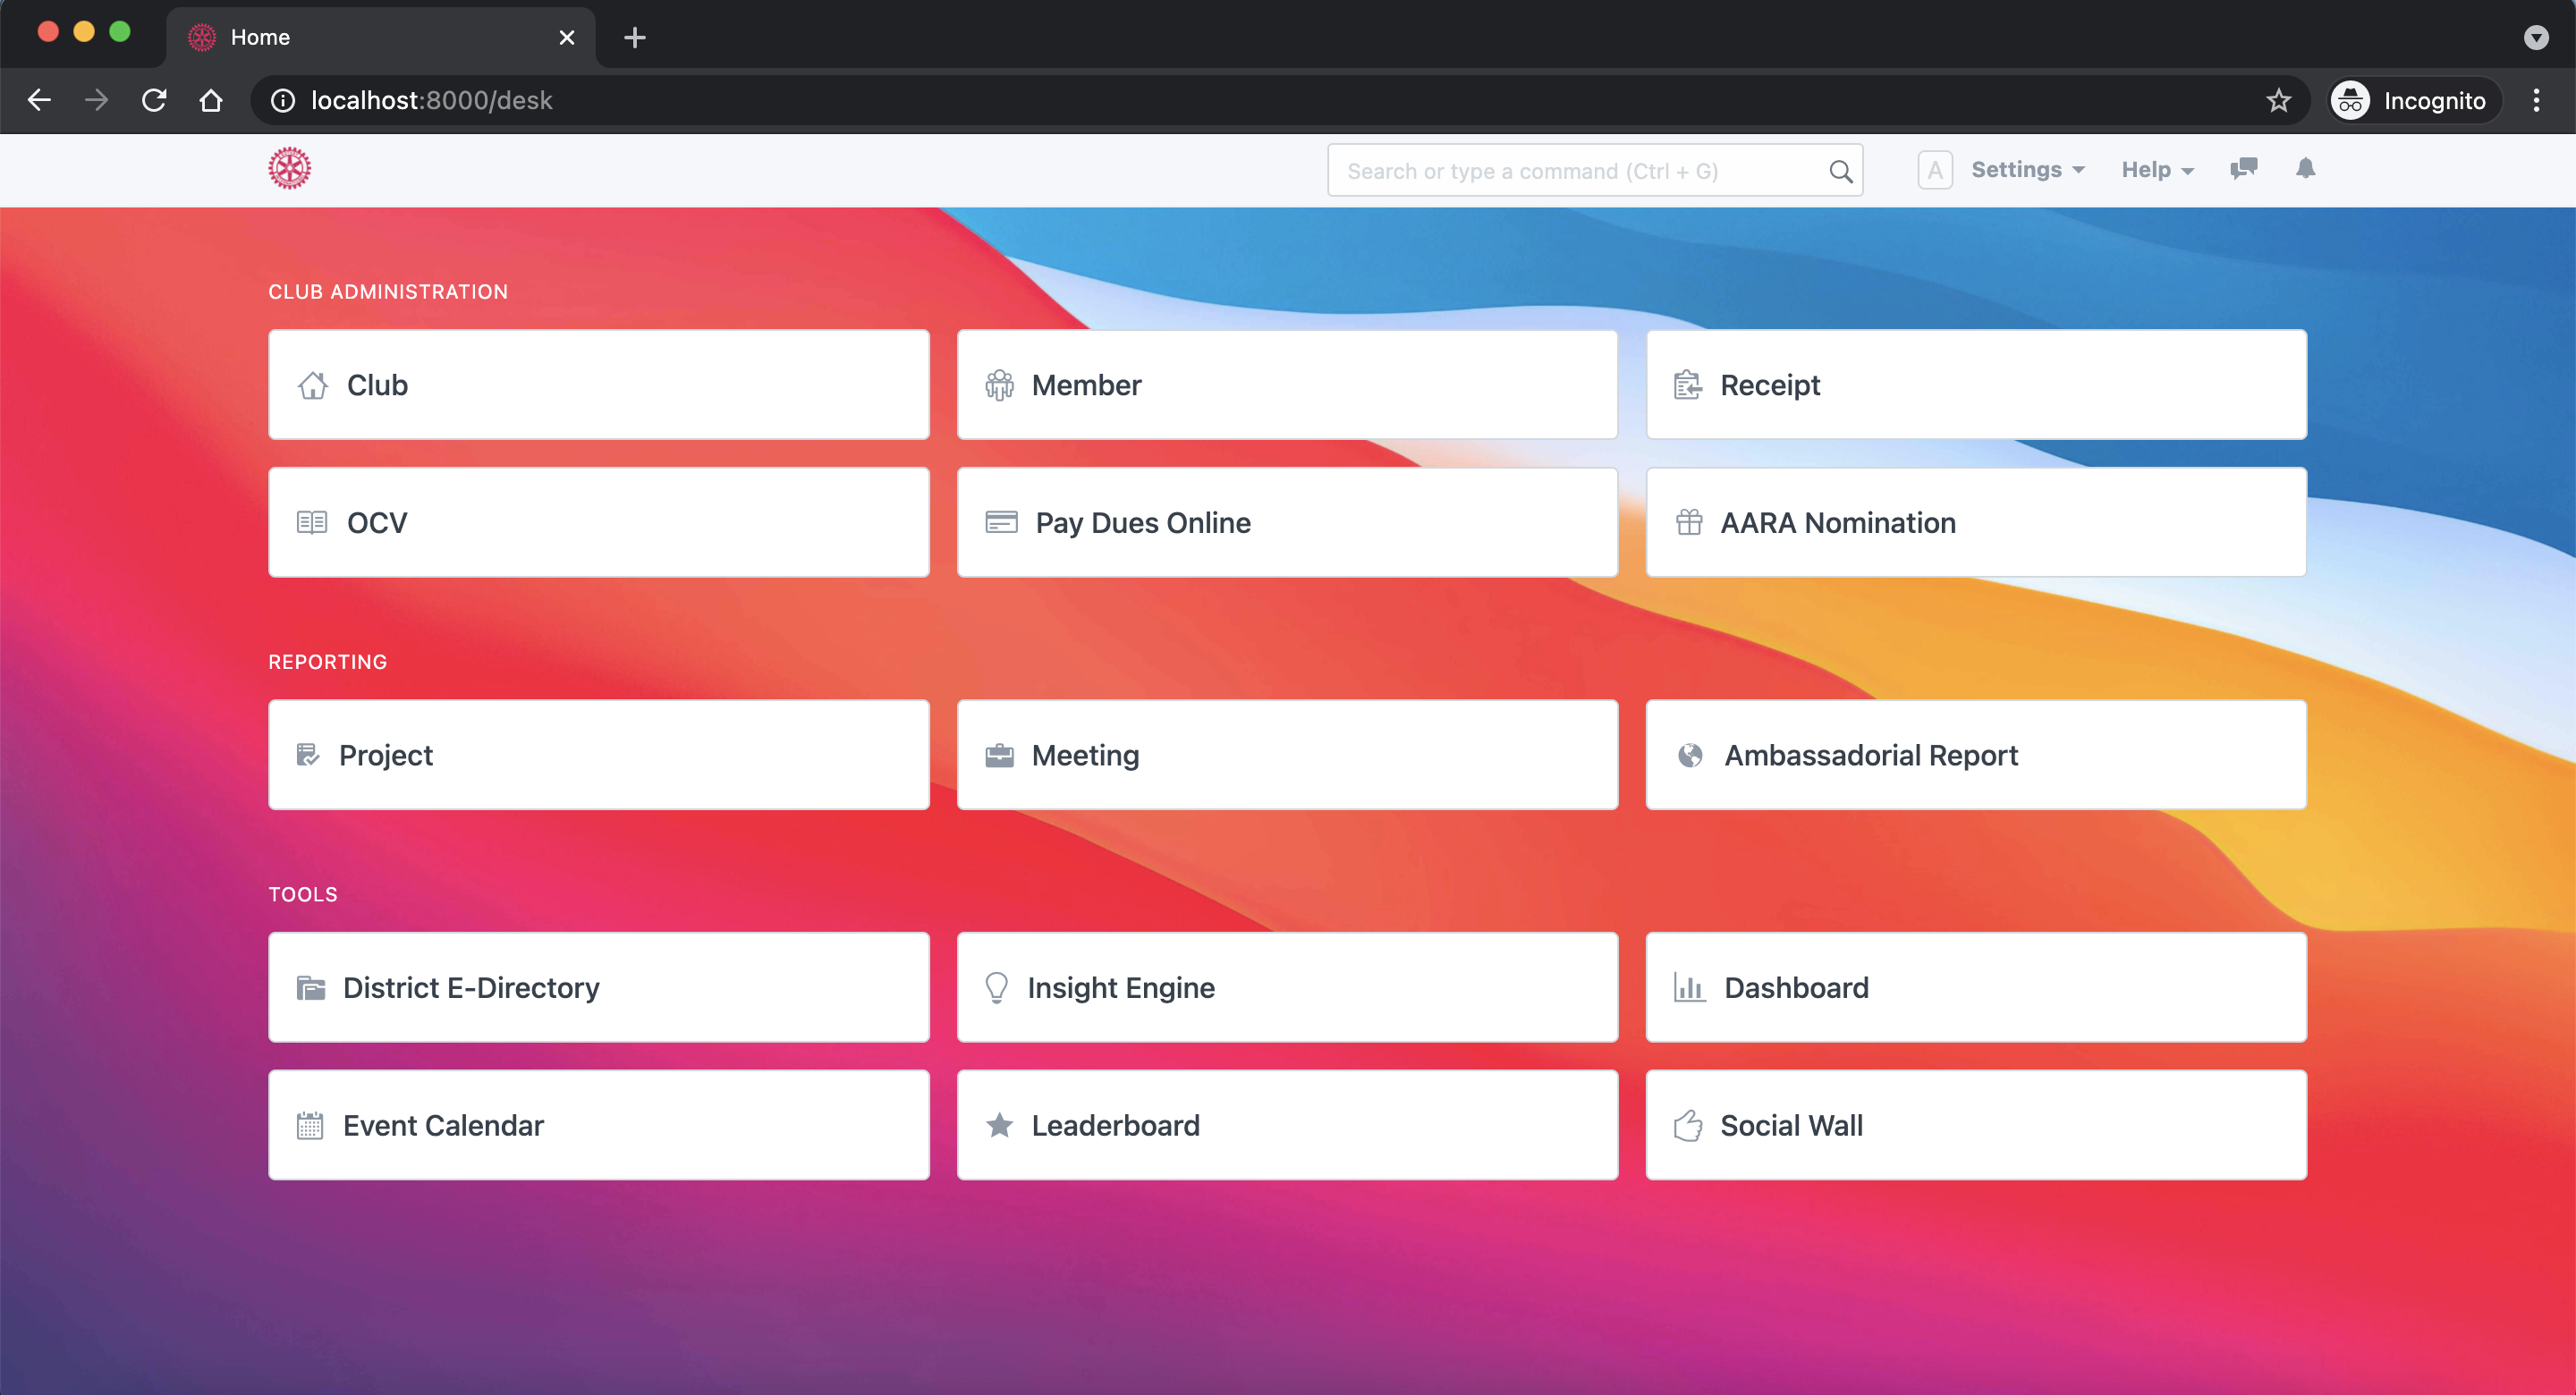 Home
localhost:8000/desk
Incognito
Search or type a command (Ctrl + G)
A
Settings
Help
CLUB ADMINISTRATION
Club
Member
Receipt
OCV
Pay Dues Online
AARA Nomination
REPORTING
Project
Meeting
Ambassadorial Report
TOOLS
District E-Directory
Insight Engine
Dashboard
Event Calendar
Leaderboard
Social Wall